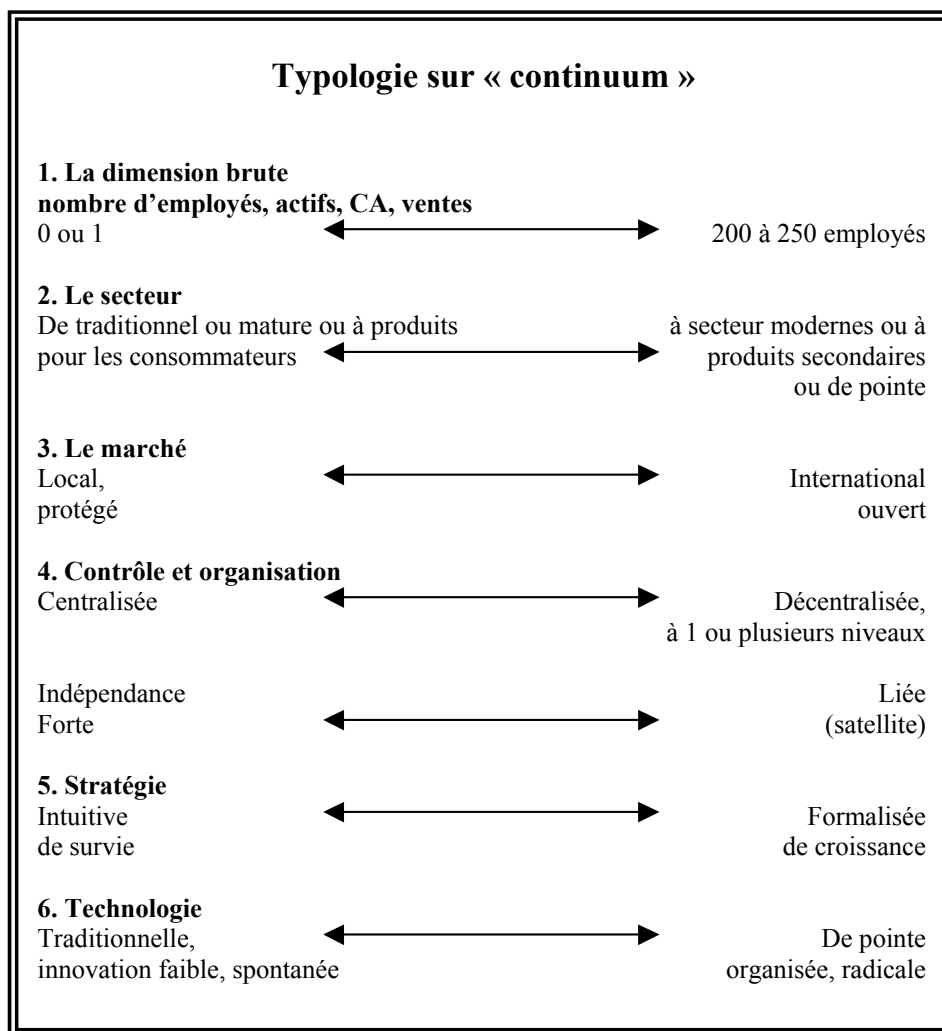 Typologie sur « continuum »
1. La dimension brute
nombre d'employés, actifs, CA, ventes
0 ou 1 200 à 250 employés
2. Le secteur
De traditionnel ou mature ou à produits à secteur modernes ou à
pour les consommateurs produits secondaires
ou de pointe
3. Le marché
Local, International
protégé ouvert
4. Contrôle et organisation
Centralisée Décentralisée,
à 1 ou plusieurs niveaux
Indépendance Liée
Forte (satellite)
5. Stratégie
Intuitive Formalisée
de survie de croissance
6. Technologie
Traditionnelle, De pointe
innovation faible, spontanée organisée, radicale